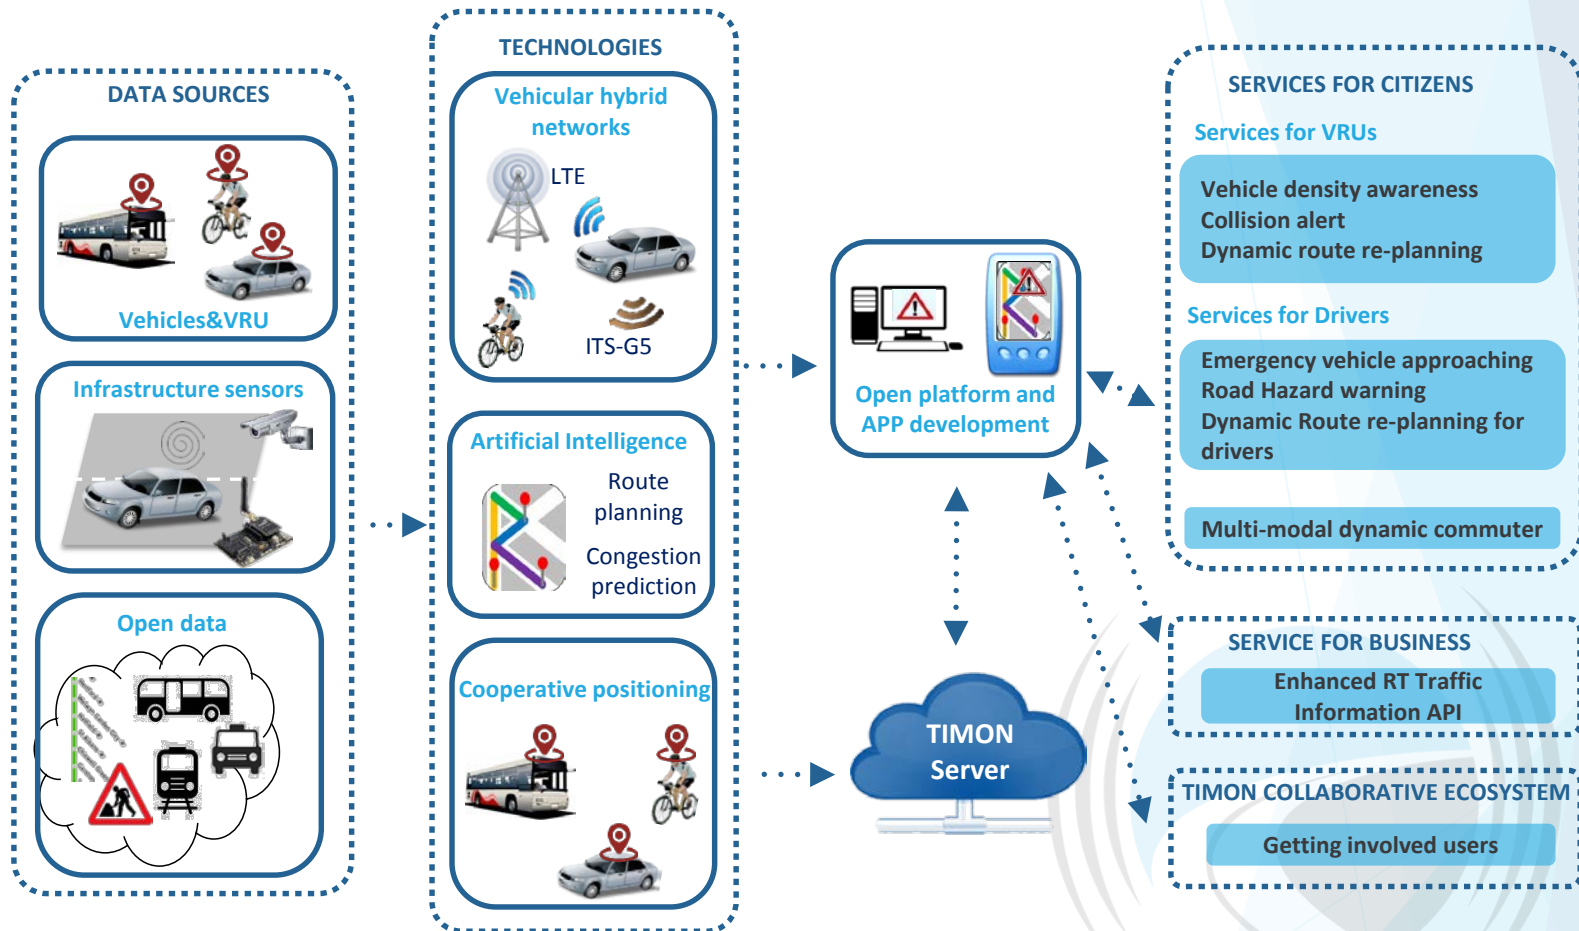 DATA SOURCES
Vehicles&VRU
Infrastructure sensors
Open data
TECHNOLOGIES
Vehicular hybrid
networks
LTE
ITS-G5
Artificial Intelligence
Route
planning
Congestion
prediction
Cooperative positioning
Open platform and
APP development
TIMON
Server
SERVICES FOR CITIZENS
Services for VRUs
Vehicle density awareness
Collision alert
Dynamic route re-planning
Services for Drivers
Emergency vehicle approaching
Road Hazard warning
Dynamic Route re-planning for
drivers
Multi-modal dynamic commuter
SERVICE FOR BUSINESS
Enhanced RT Traffic
Information API
TIMON COLLABORATIVE ECOSYSTEM
Getting involved users